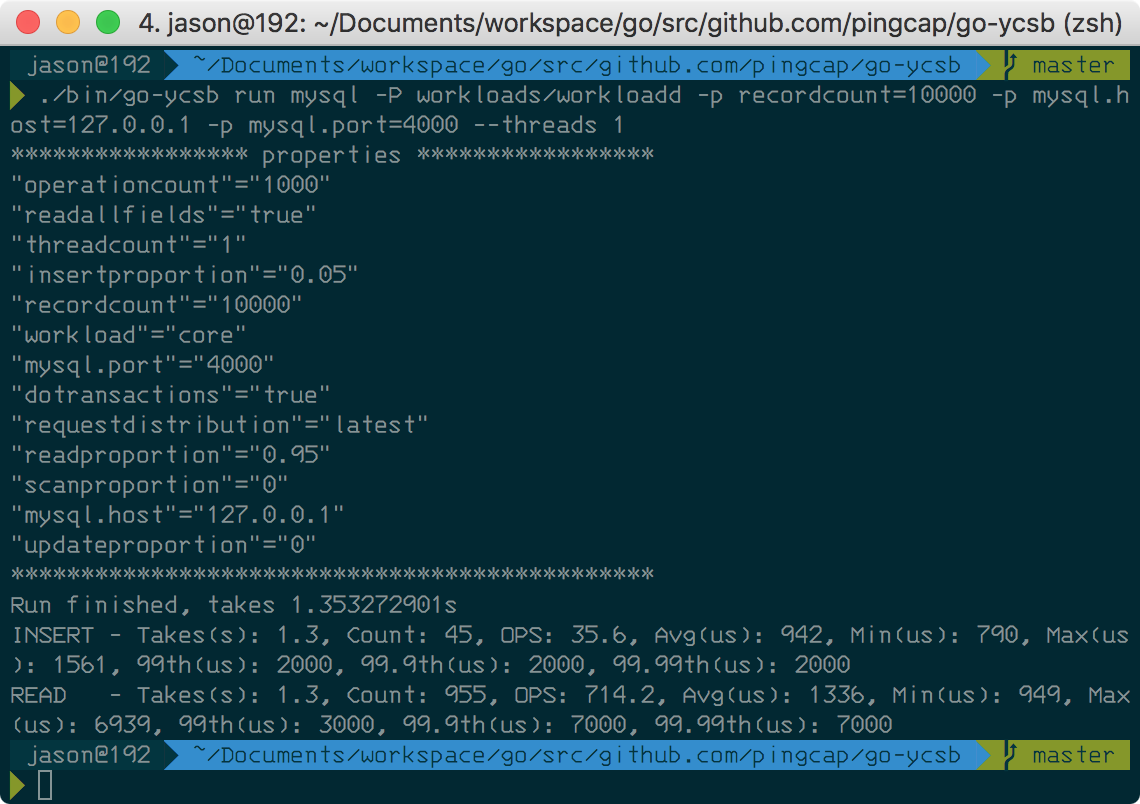 4. jason@192: ~/Documents/workspace/go/src/github.com/pingcap/go-ycsb (zsh)
jason@192 ~/Documents/workspace/go/src/github.com/pingcap/go-ycsb master
./bin/go-ycsb run mysql -P workloads/workloadd -p recordcount=10000 -p mysql.h
ost=127.0.0.1 -p mysql.port=4000 --threads 1
***************** properties *****************
"operationcount"="1000"
"readallfields"="true"
"threadcount"="1"
"insertproportion"="0.05"
"recordcount"="10000"
"workload"="core"
"mysql.port"="4000"
"dotransactions"="true"
"requestdistribution"="latest"
"readproportion"="0.95"
"scanproportion"="0"
"mysql.host"="127.0.0.1"
"updateproportion"="0"
**********************************************
Run finished, takes 1.353272901s
INSERT - Takes(s): 1.3, Count: 45, OPS: 35.6, Avg(us): 942, Min(us): 790, Max(us
): 1561, 99th(us): 2000, 99.9th(us): 2000, 99.99th(us): 2000
READ   - Takes(s): 1.3, Count: 955, OPS: 714.2, Avg(us): 1336, Min(us): 949, Max
(us): 6939, 99th(us): 3000, 99.9th(us): 7000, 99.99th(us): 7000
jason@192 ~/Documents/workspace/go/src/github.com/pingcap/go-ycsb master